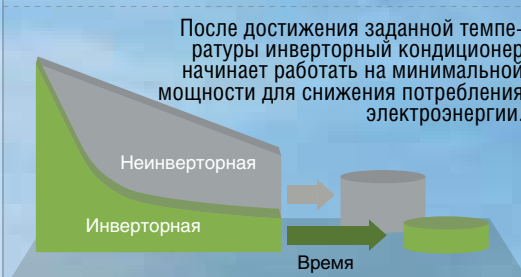 После достижения заданной темпе-
ратуры инверторный кондиционер
начинает работать на минимальной
мощности для снижения потребления
электроэнергии.
Неинверторная
Инверторная
Время